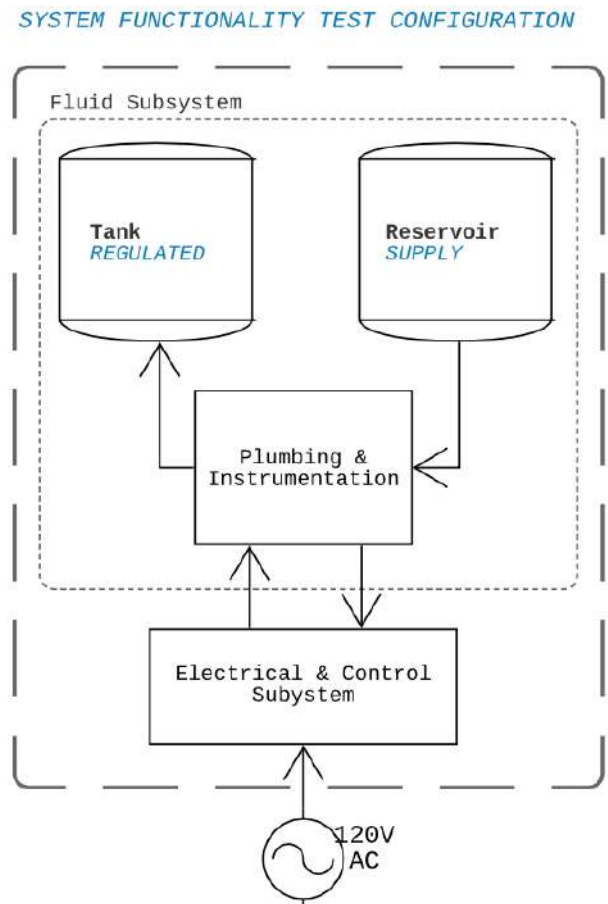 SYSTEM FUNCTIONALITY TEST CONFIGURATION
Fluid Subsystem
Tank
REGULATED
Reservoir
SUPPLY
Plumbing &
Instrumentation
Electrical & Control
Subystem
120V
AC